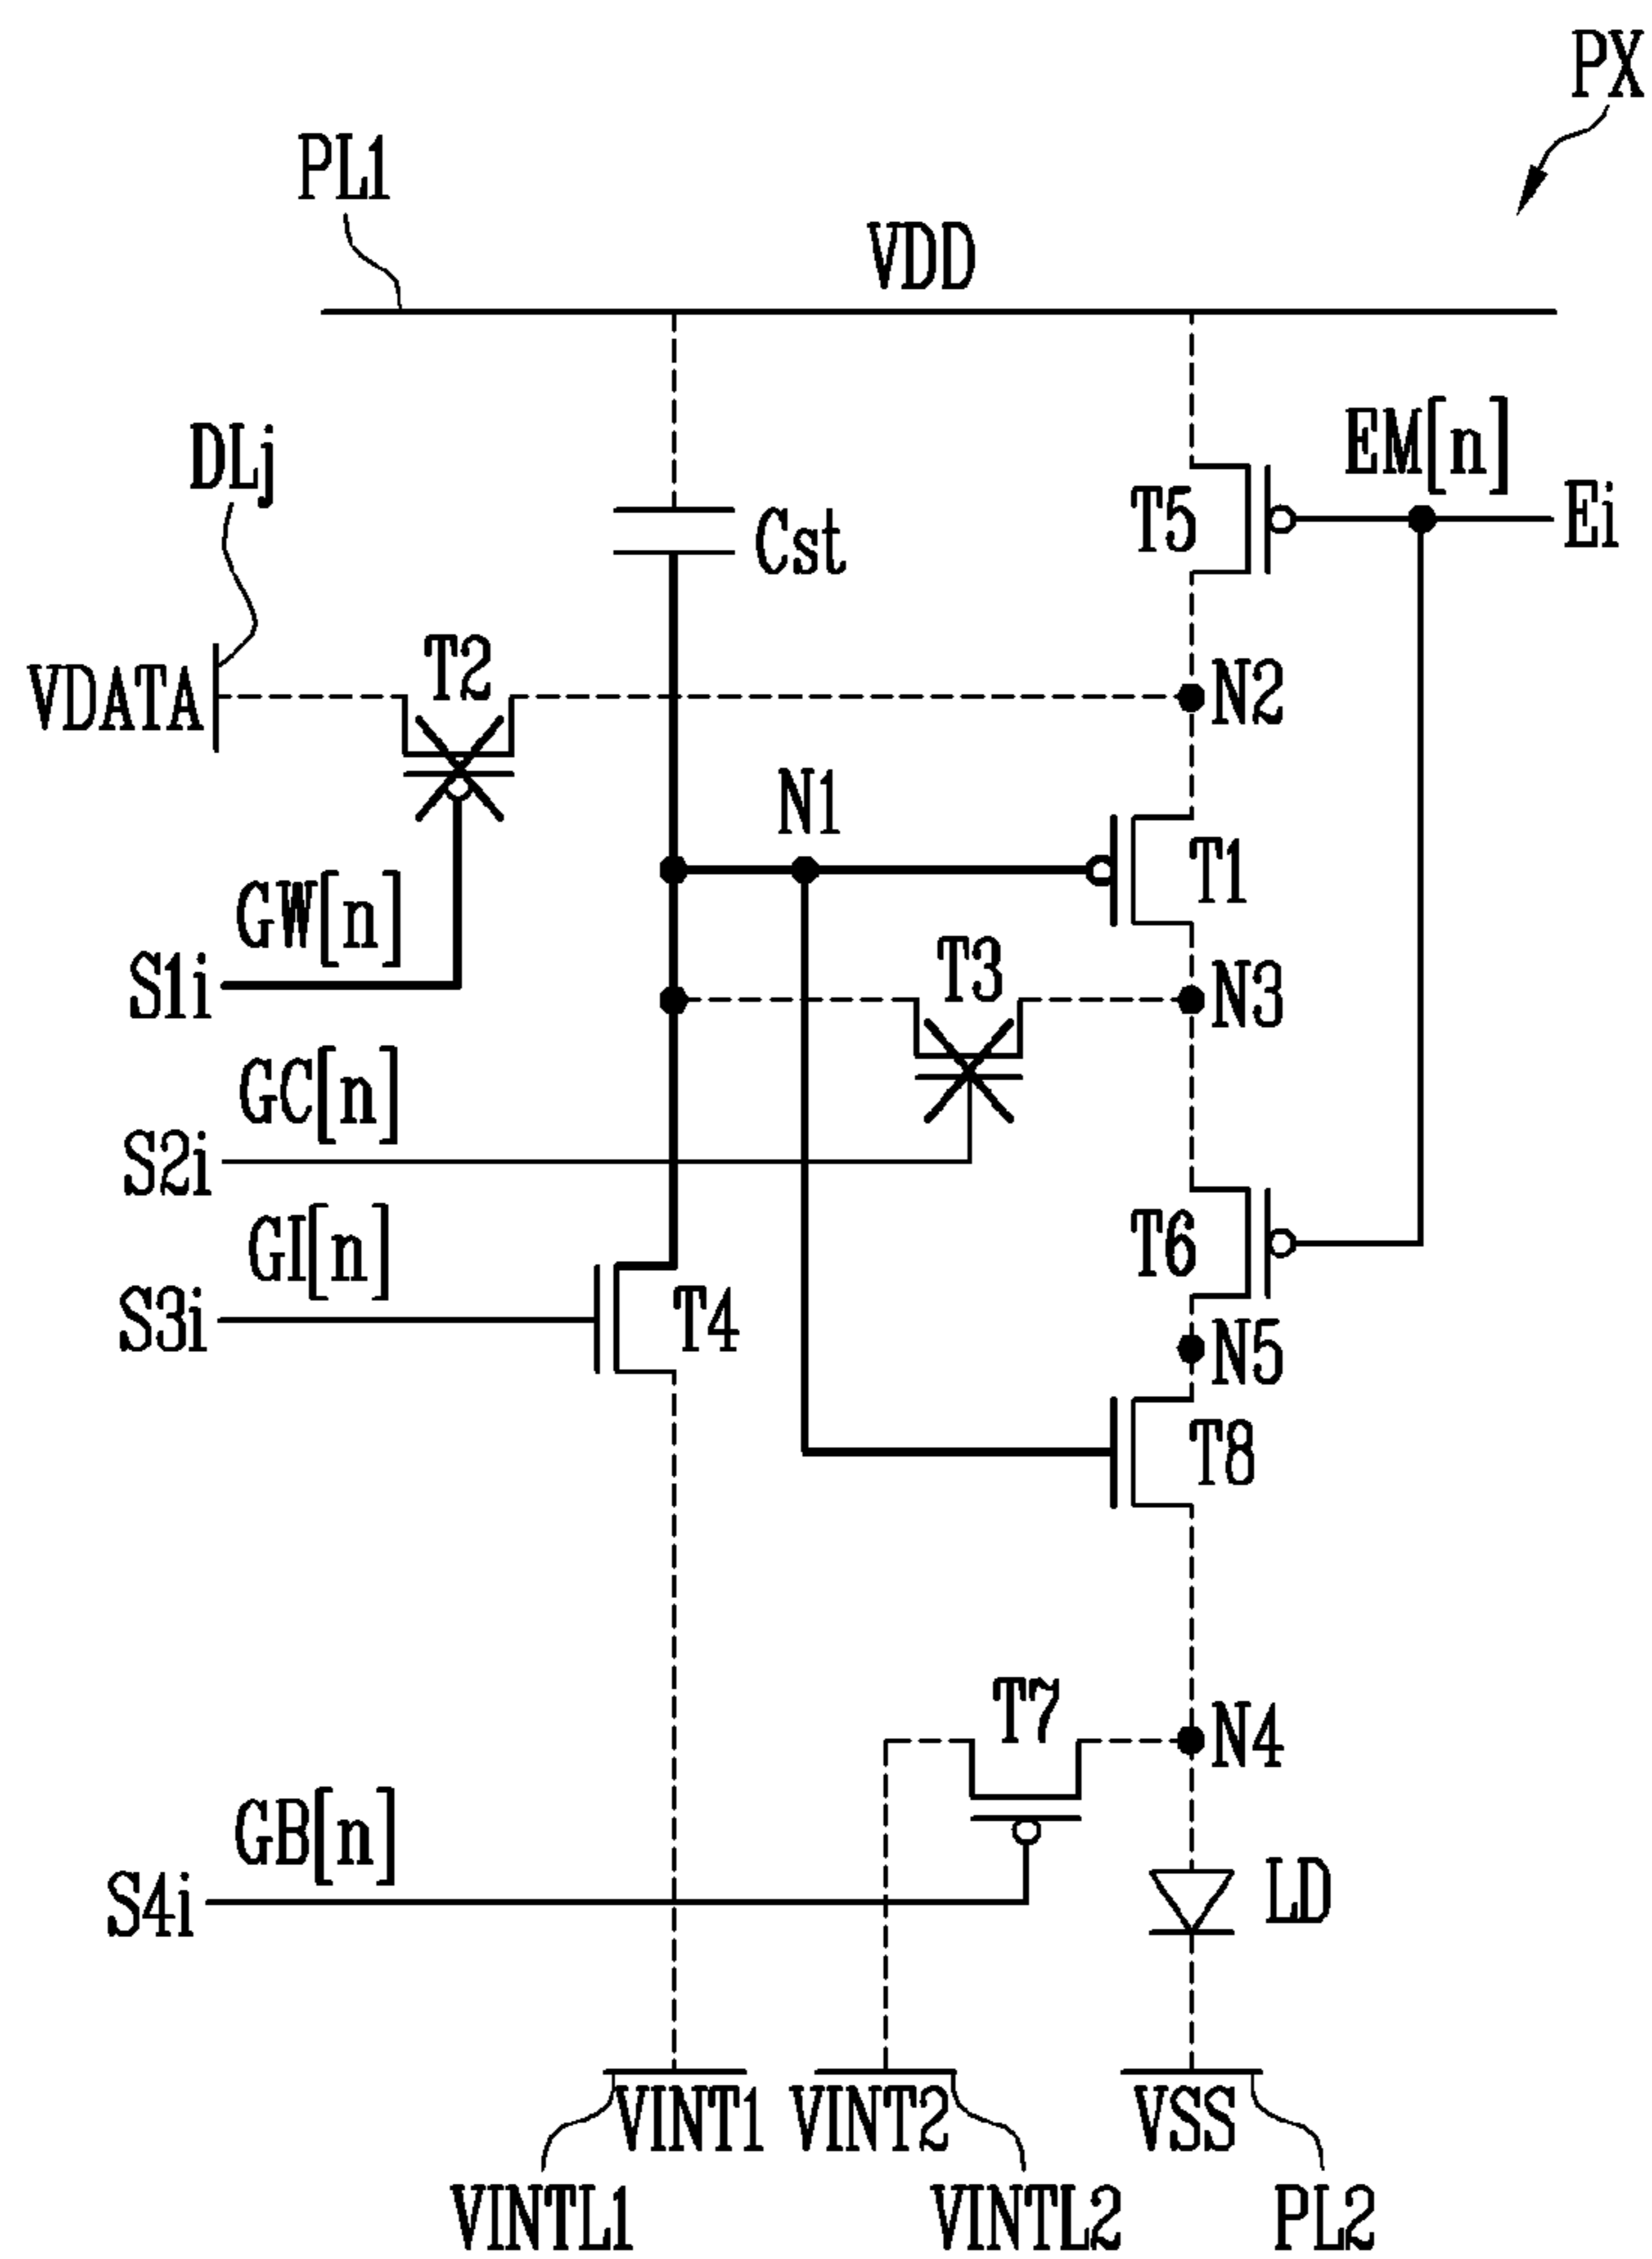 PX
PL1
VDD
DLj
EM[n]
Ei
T5
Cst
T2
N2
VDATA
N1
T1
GW[n]
T3
N3
S1i
GC[n]
S2i
T6
GI[n]
S3i
T4
N5
T8
T7
N4
GB[n]
LD
S4i
VINT1
VINT2
VSS
VINTL1
VINTL2
PL2